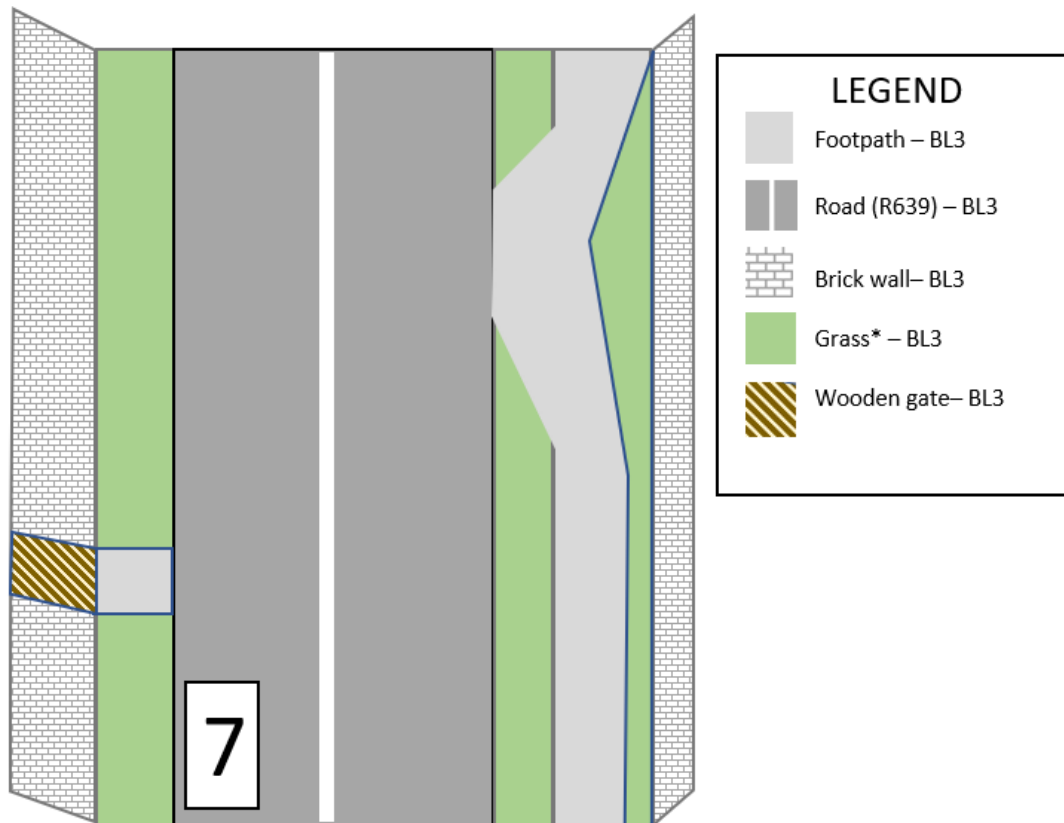 LEGEND
Footpath – BL3
Road (R639) – BL3
Brick wall– BL3
Grass* – BL3
Wooden gate– BL3
7